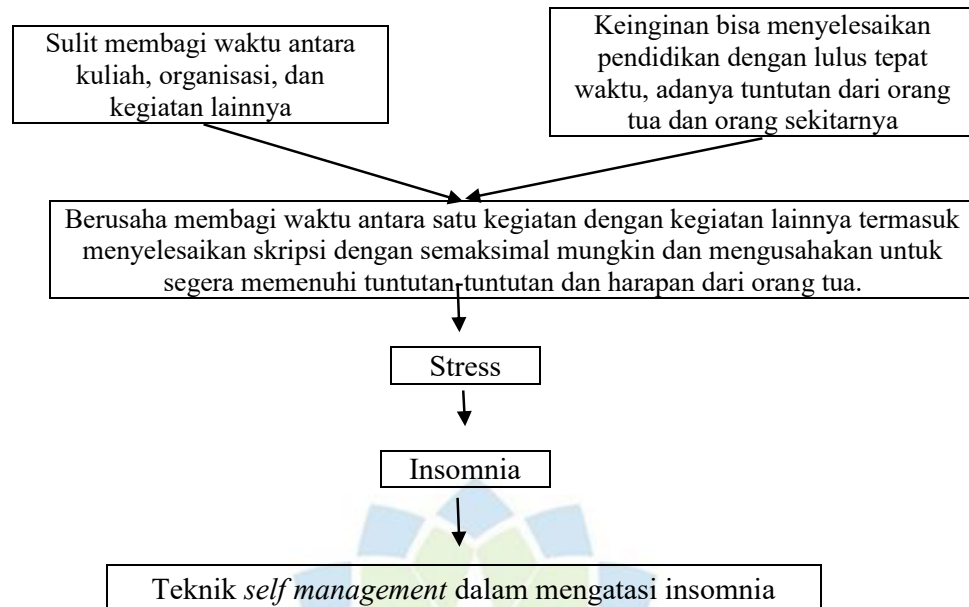 Sulit membagi waktu antara
kuliah, organisasi, dan
kegiatan lainnya
Keinginan bisa menyelesaikan
pendidikan dengan lulus tepat
waktu, adanya tuntutan dari orang
tua dan orang sekitarnya
Berusaha membagi waktu antara satu kegiatan dengan kegiatan lainnya termasuk
menyelesaikan skripsi dengan semaksimal mungkin dan mengusahakan untuk
segera memenuhi tuntutan-tuntutan dan harapan dari orang tua.
Stress
Insomnia
Teknik self management dalam mengatasi insomnia